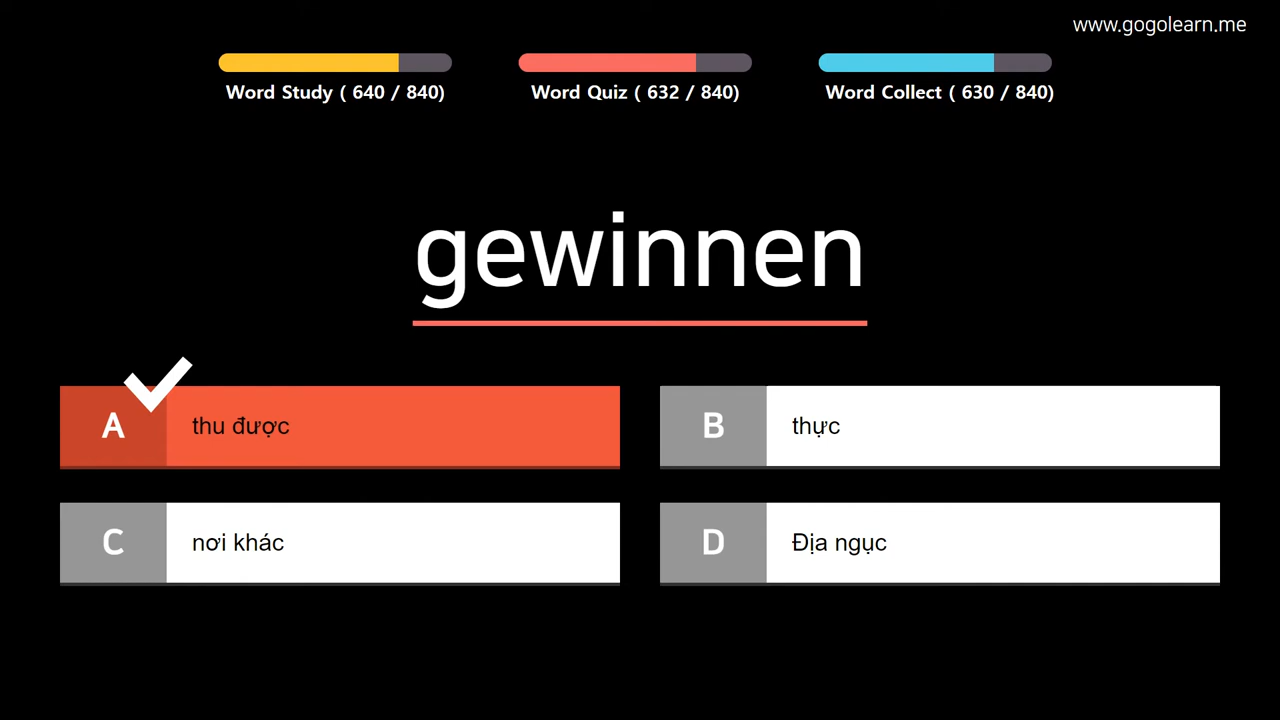 www.gogolearn.me
Word Study ( 640 / 840)
Word Quiz ( 632 / 840)
Word Collect ( 630 / 840)
gewinnen
A thu được
B thực
C nơi khác
D Địa ngục